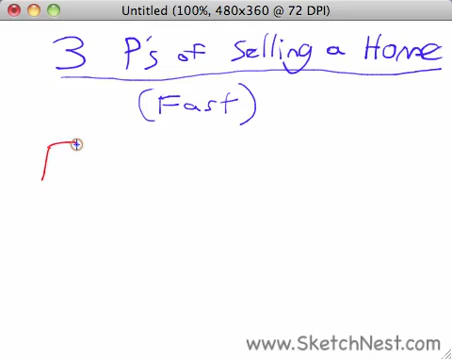 Untitled (100%, 480x360 @ 72 DPI)
3 P's of Selling a Home
(Fast)
www.SketchNest.com